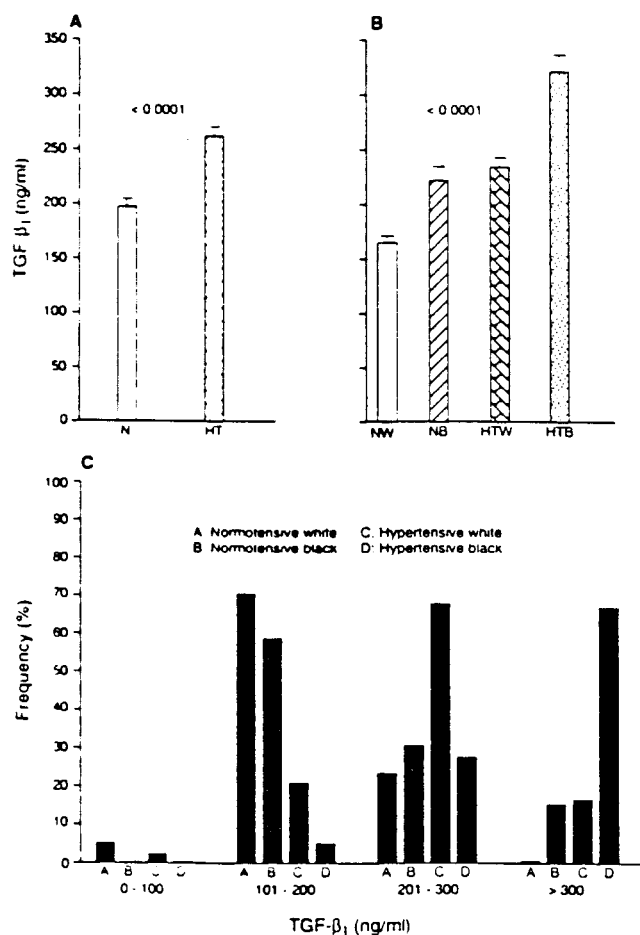 A
B
TGF β1 (ng/ml)
350
300
250
200
150
100
50
0
< 0 0001
< 0 0001
N HT
NW NB HTW HTB
C
Frequency (%)
100
90
80
70
60
50
40
30
20
10
0
A Normotensive white C. Hypertensive white
B Normotensive black D: Hypertensive black
A B C
A B C D
A B C D
A B C D
0 - 100 101 - 200 201 - 300 > 300
TGF-β1 (ng/ml)